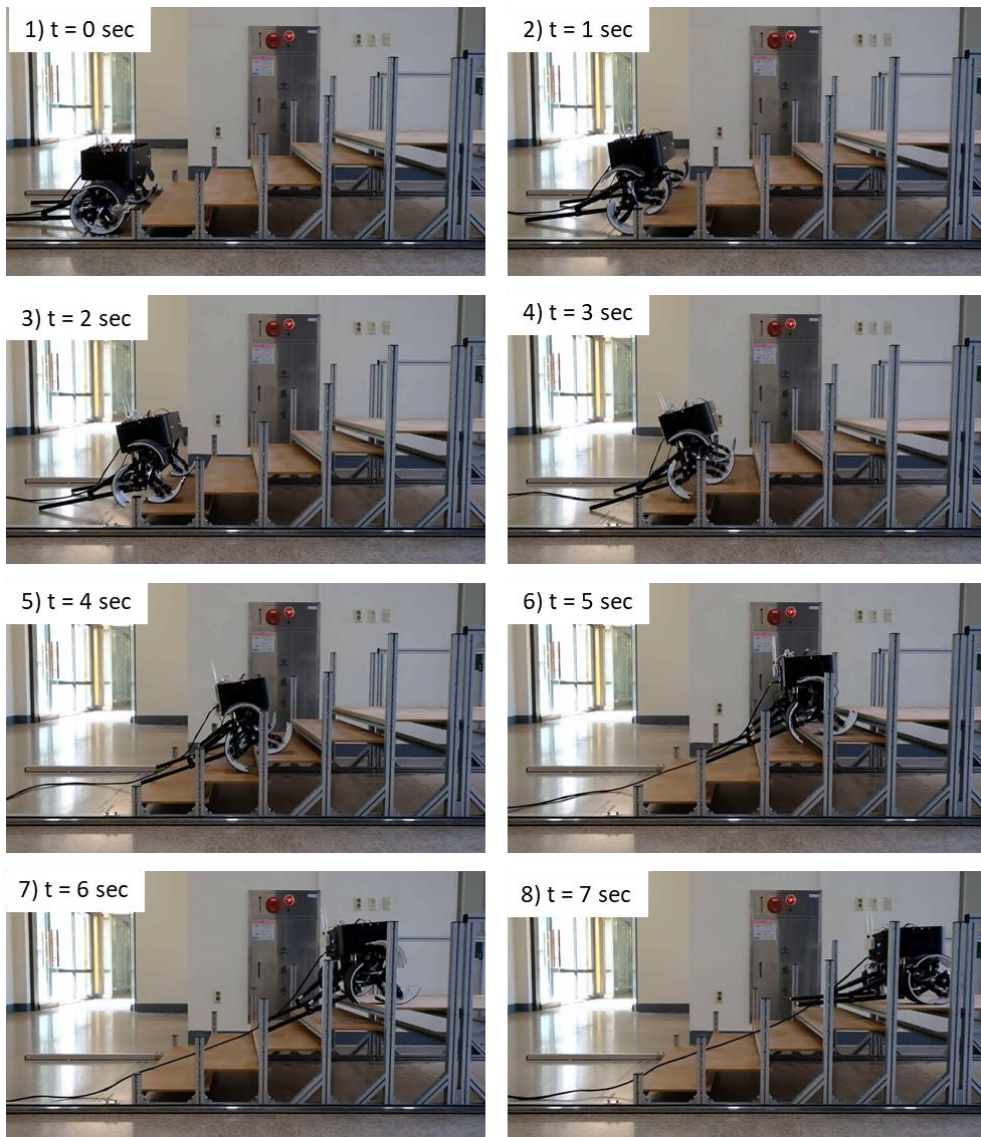 1) t = 0 sec
2) t = 1 sec
3) t = 2 sec
4) t = 3 sec
5) t = 4 sec
6) t = 5 sec
7) t = 6 sec
8) t = 7 sec